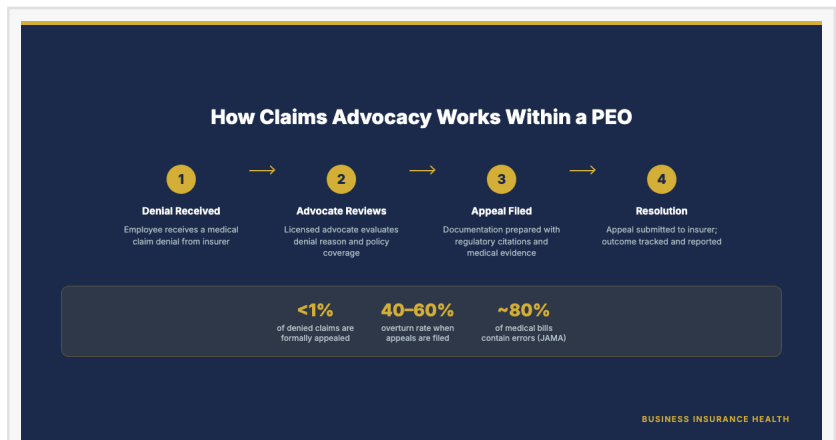 How Claims Advocacy Works Within a PEO
1
2
3
4
Denial Received
Employee receives a medical
claim denial from insurer
Advocate Reviews
Licensed advocate evaluates
denial reason and policy
coverage
Appeal Filed
Documentation prepared with
regulatory citations and
medical evidence
Resolution
Appeal submitted to insurer;
outcome tracked and reported
<1%
of denied claims are
formally appealed
40–60%
overturn rate when
appeals are filed
~80%
of medical bills
contain errors (JAMA)
BUSINESS INSURANCE HEALTH